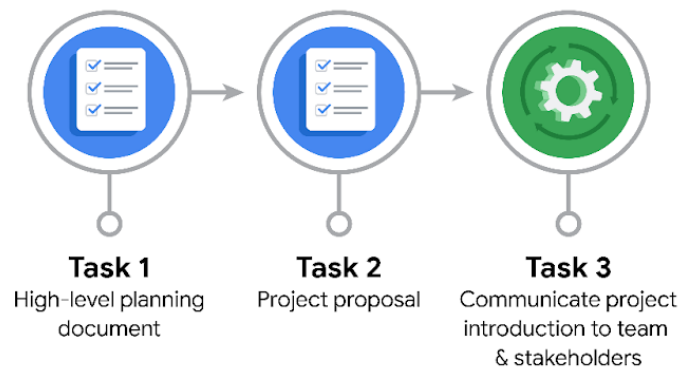 Task 1
High-level planning
document
Task 2
Project proposal
Task 3
Communicate project
introduction to team
& stakeholders